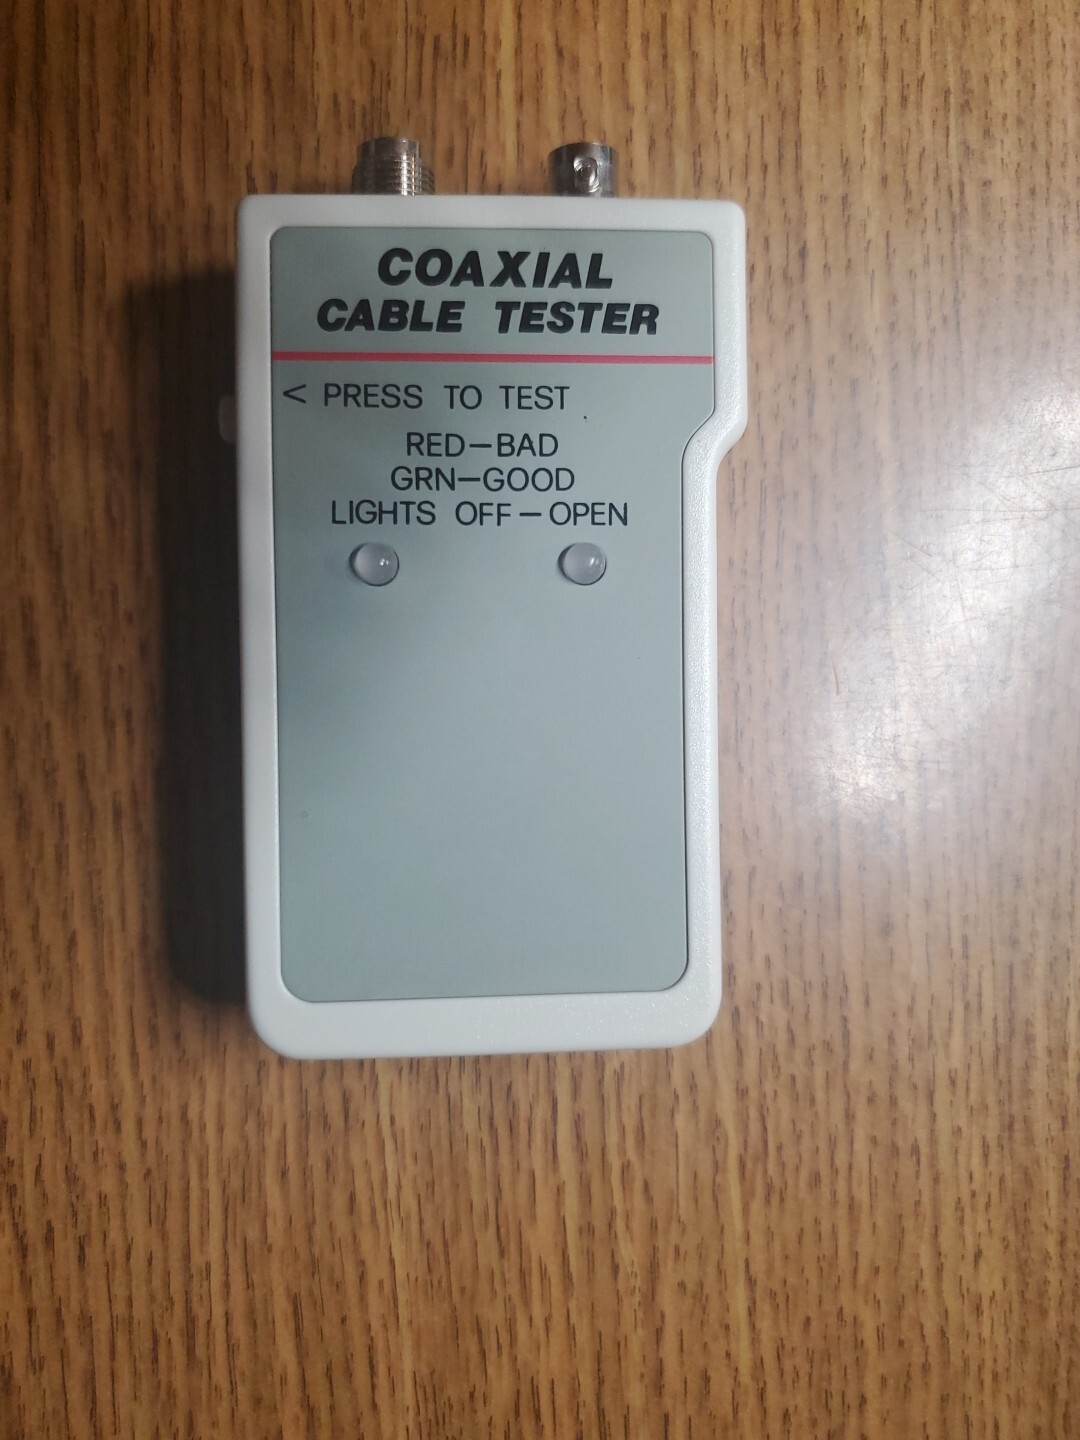 COAXIAL
CABLE TESTER
< PRESS TO TEST
RED-BAD
GRN-GOOD
LIGHTS OFF-OPEN